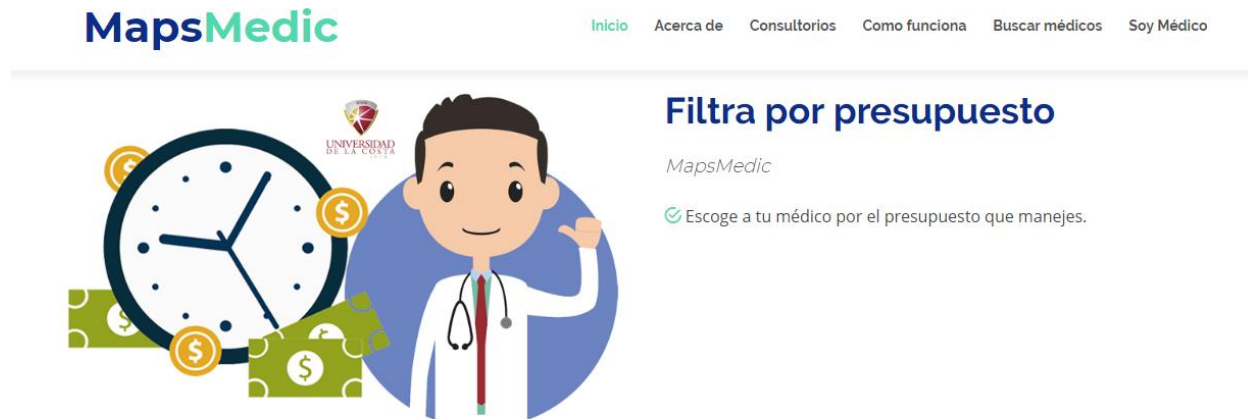 MapsMedic
Inicio Acerca de Consultorios Como funciona Buscar médicos Soy Médico
UNIVERSIDAD
DE LA COSTA
1970
Filtra por presupuesto
MapsMedic
Escoge a tu médico por el presupuesto que manejes.
$
$
$
$
$
$